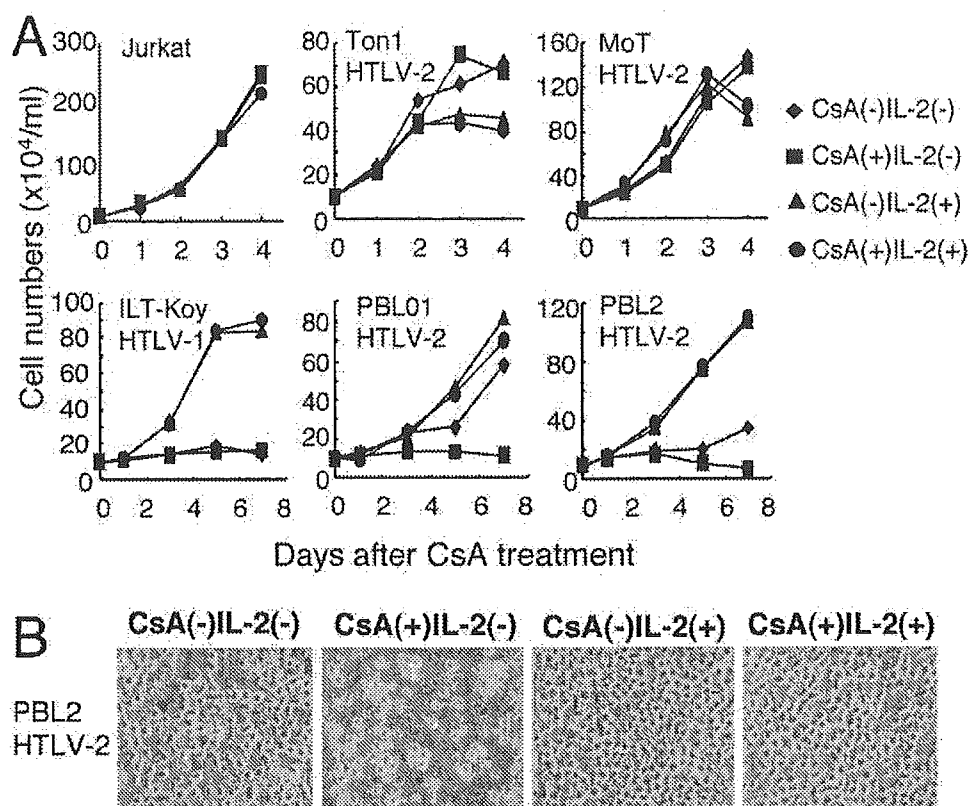 A
Cell numbers (x10⁴/ml)
Jurkat
300
200
100
0
0 1 2 3 4
Ton1
HTLV-2
80
60
40
20
0
0 1 2 3 4
MoT
HTLV-2
160
120
80
40
0
0 1 2 3 4
CsA(-)IL-2(-)
CsA(+)IL-2(-)
CsA(-)IL-2(+)
CsA(+)IL-2(+)
ILT-Koy
HTLV-1
100
80
60
40
20
0
0 2 4 6 8
PBL01
HTLV-2
80
60
40
20
0
0 2 4 6 8
PBL2
HTLV-2
120
80
40
0
0 2 4 6 8
Days after CsA treatment
B
CsA(-)IL-2(-) CsA(+)IL-2(-) CsA(-)IL-2(+) CsA(+)IL-2(+)
PBL2
HTLV-2